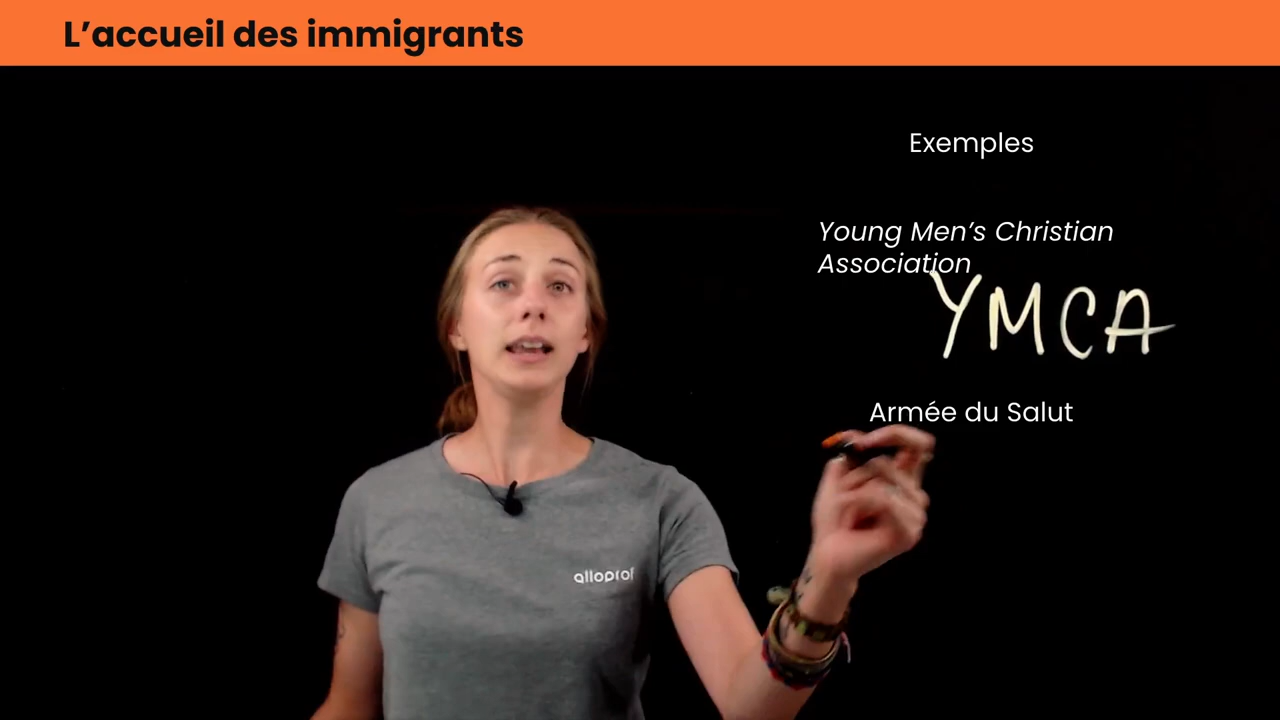 L’accueil des immigrants
Exemples
Young Men’s Christian
Association
YMCA
Armée du Salut
alloprof